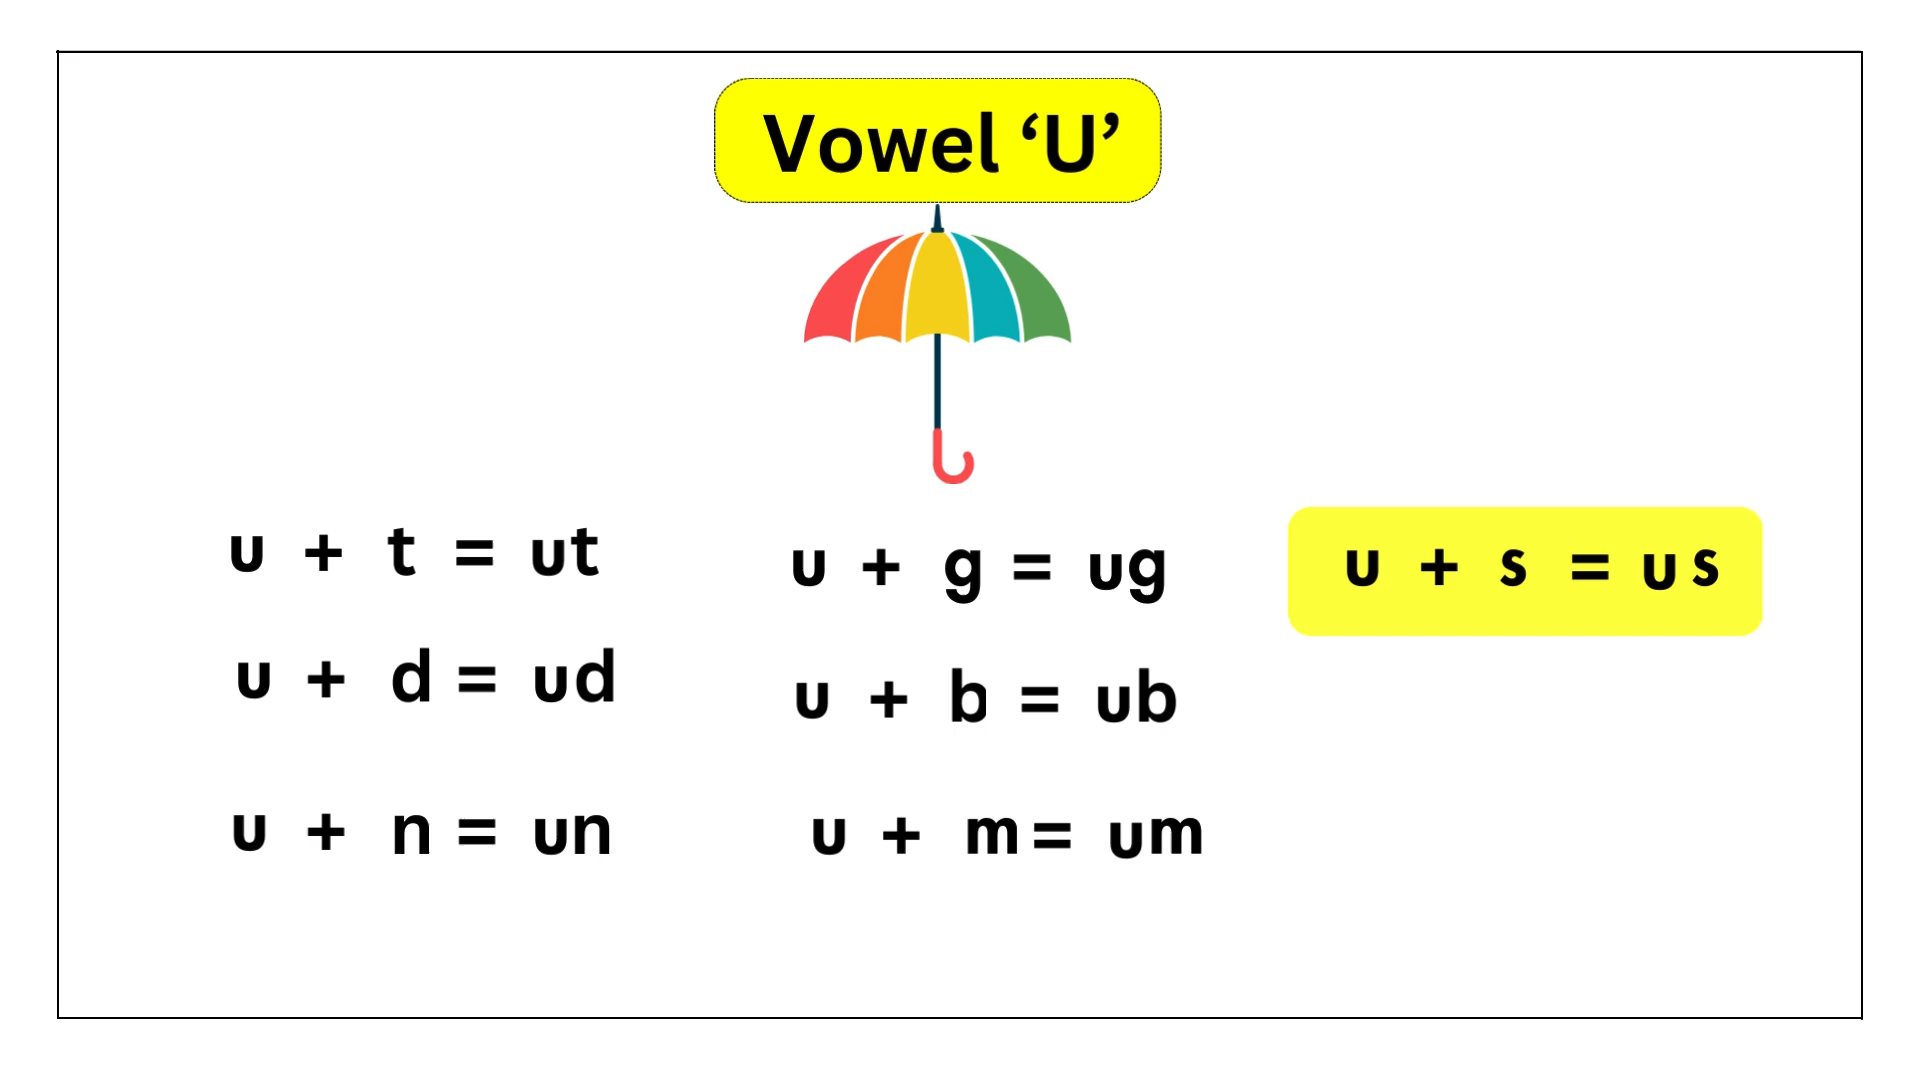 Vowel ‘U’
u + t = ut
u + d = ud
u + n = un
u + g = ug
u + b = ub
u + m = um
u + s = us